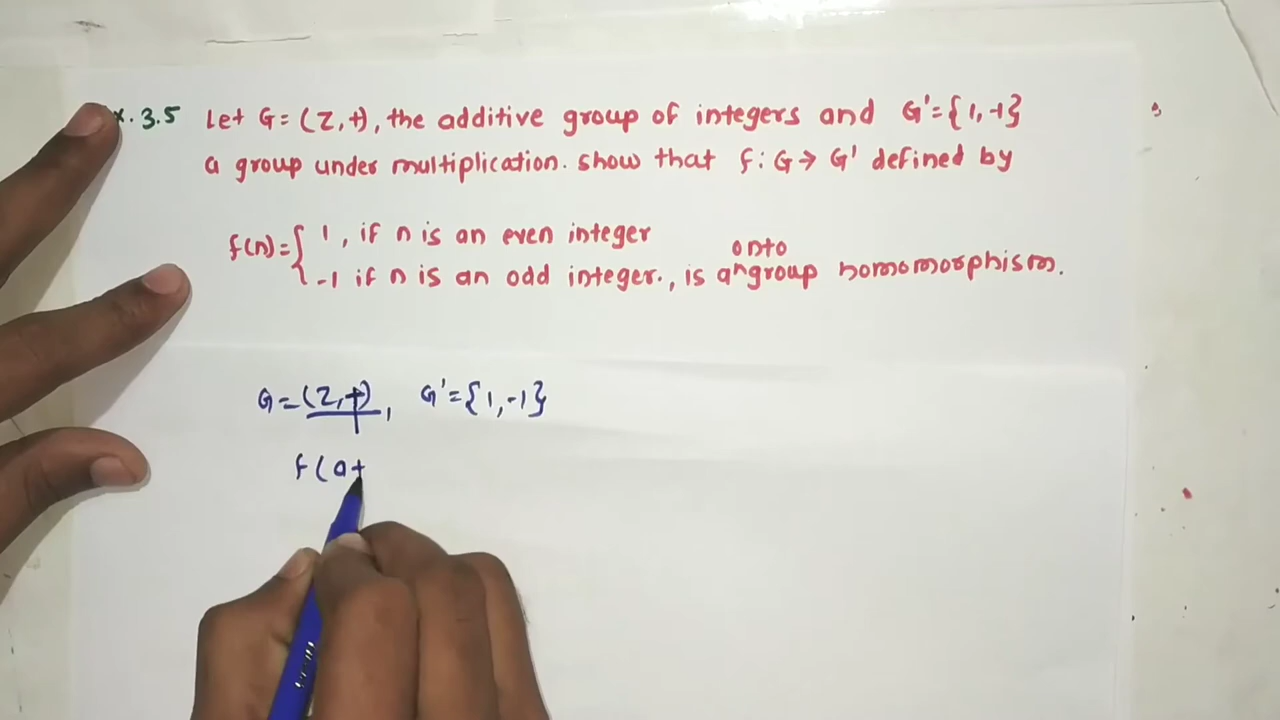 x. 3.5 Let G = (Z, +), the additive group of integers and G' = {1, -1}
a group under multiplication. show that f : G → G' defined by
f(n) = { 1, if n is an even integer
onto
-1 if n is an odd integer., is a^group homomorphism.
G = (Z, +), G' = {1, -1}
f (a+